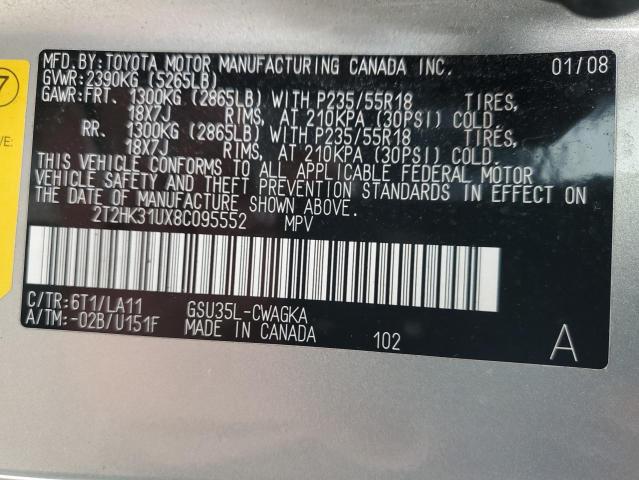 MFD.BY:TOYOTA MOTOR MANUFACTURING CANADA INC. 01/08
GVWR:2390KG (5265LB)
GAWR:FRT. 1300KG (2865LB) WITH P235/55R18 TIRES,
18X7J RIMS, AT 210KPA (30PSI) COLD.
RR. 1300KG (2865LB) WITH P235/55R18 TIRES,
18X7J RIMS, AT 210KPA (30PSI) COLD.
THIS VEHICLE CONFORMS TO ALL APPLICABLE FEDERAL MOTOR
VEHICLE SAFETY AND THEFT PREVENTION STANDARDS IN EFFECT ON
THE DATE OF MANUFACTURE SHOWN ABOVE.
2T2HK31UX8C095552 MPV
C/TR:6T1/LA11 GSU35L-CWAGKA
A/TM:-02B/U151F MADE IN CANADA 102 A
7
E: